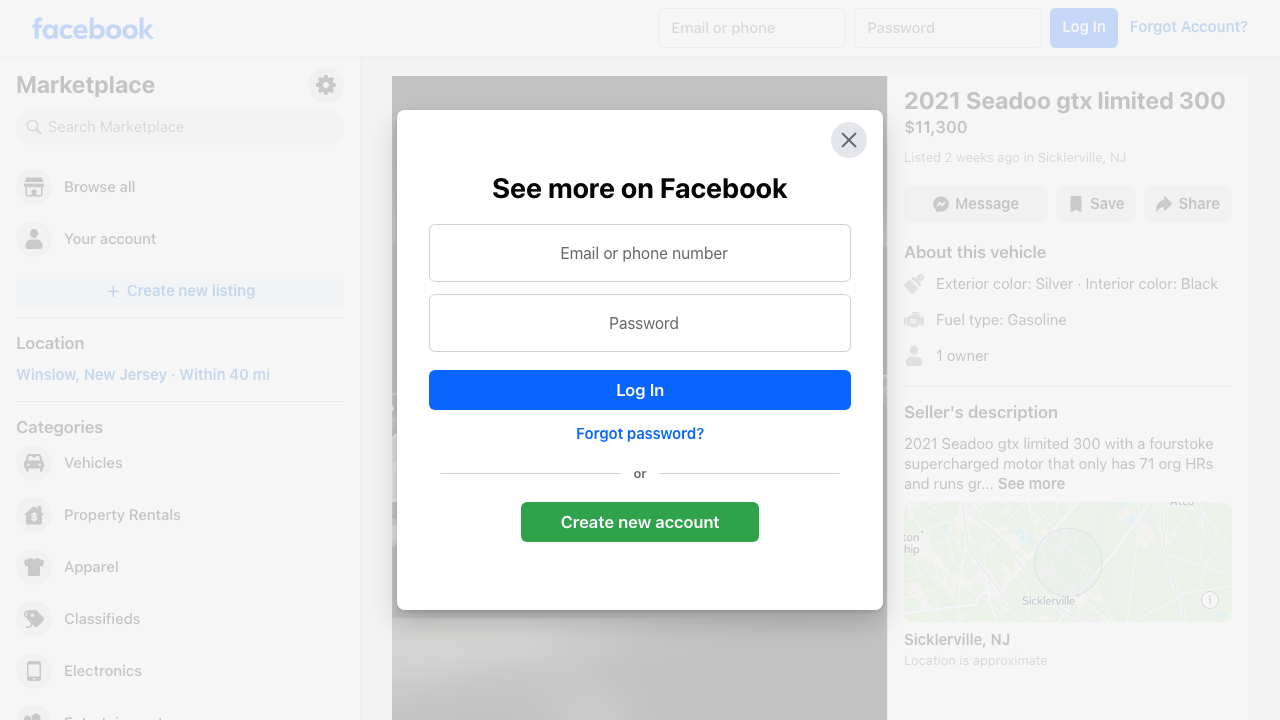 facebook
Email or phone
Password
Log In
Forgot Account?
Marketplace
Search Marketplace
Browse all
Your account
Create new listing
Location
Winslow, New Jersey · Within 40 mi
Categories
Vehicles
Property Rentals
Apparel
Classifieds
Electronics
See more on Facebook
Email or phone number
Password
Log In
Forgot password?
or
Create new account
2021 Seadoo gtx limited 300
$11,300
Listed 2 weeks ago in Sicklerville, NJ
Message
Save
Share
About this vehicle
Exterior color: Silver · Interior color: Black
Fuel type: Gasoline
1 owner
Seller's description
2021 Seadoo gtx limited 300 with a fourstoke
supercharged motor that only has 71 org HRs
and runs gr... See more
Atco
ton
hip
Sicklerville
Sicklerville, NJ
Location is approximate